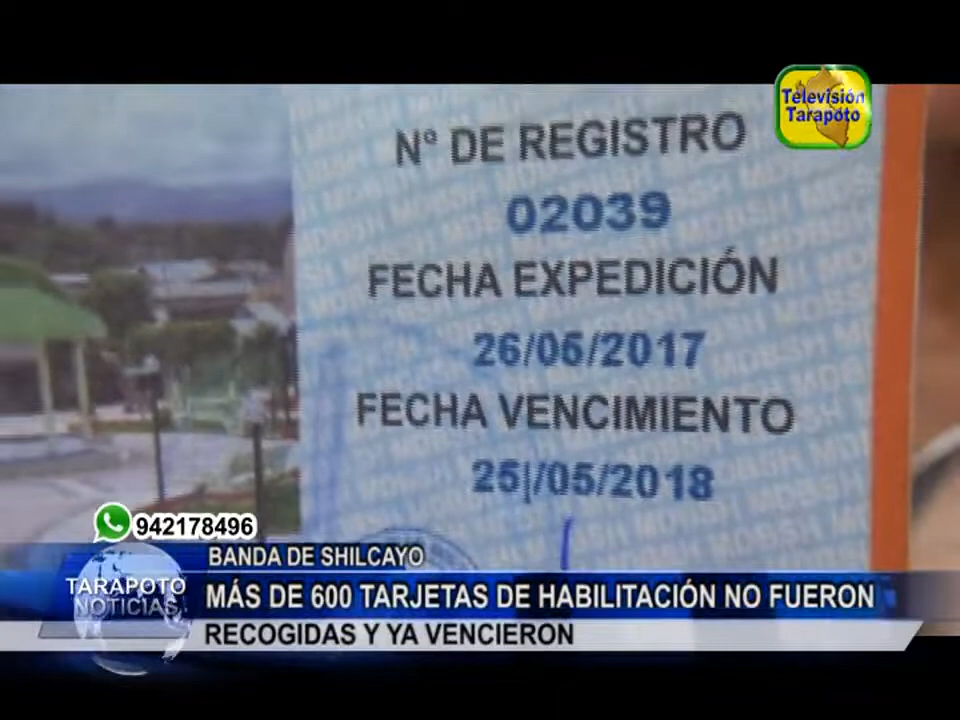 Televisión
Tarapoto
Nº DE REGISTRO
02039
FECHA EXPEDICIÓN
26/05/2017
FECHA VENCIMIENTO
25|/05/2018
942178496
BANDA DE SHILCAYO
TARAPOTO
NOTICIAS
MÁS DE 600 TARJETAS DE HABILITACIÓN NO FUERON
RECOGIDAS Y YA VENCIERON